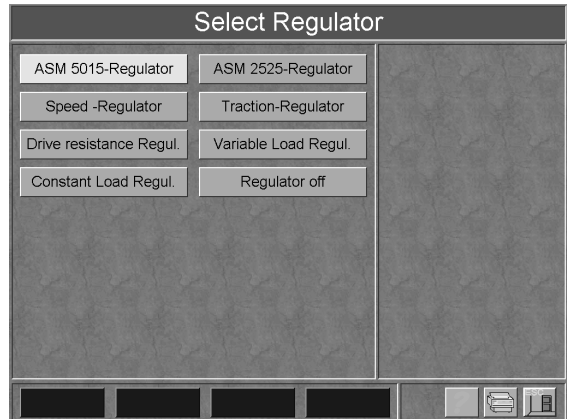 Select Regulator
ASM 5015-Regulator
ASM 2525-Regulator
Speed -Regulator
Traction-Regulator
Drive resistance Regul.
Variable Load Regul.
Constant Load Regul.
Regulator off
ESC